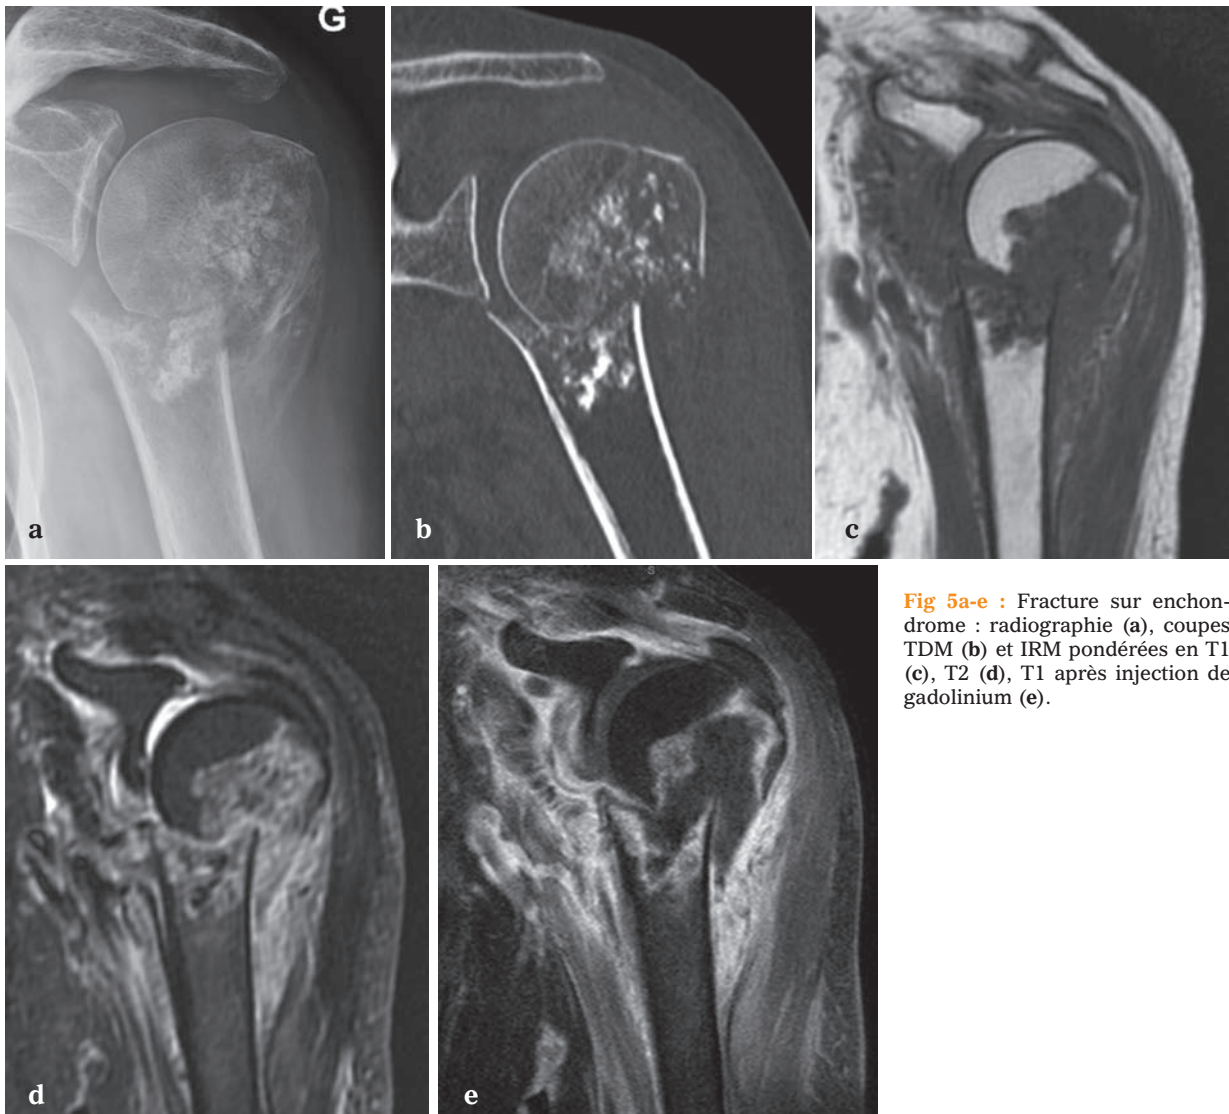 G
a
b
c
d
S
e
Fig 5a-e : Fracture sur enchon-
drome : radiographie (a), coupes
TDM (b) et IRM pondérées en T1
(c), T2 (d), T1 après injection de
gadolinium (e).